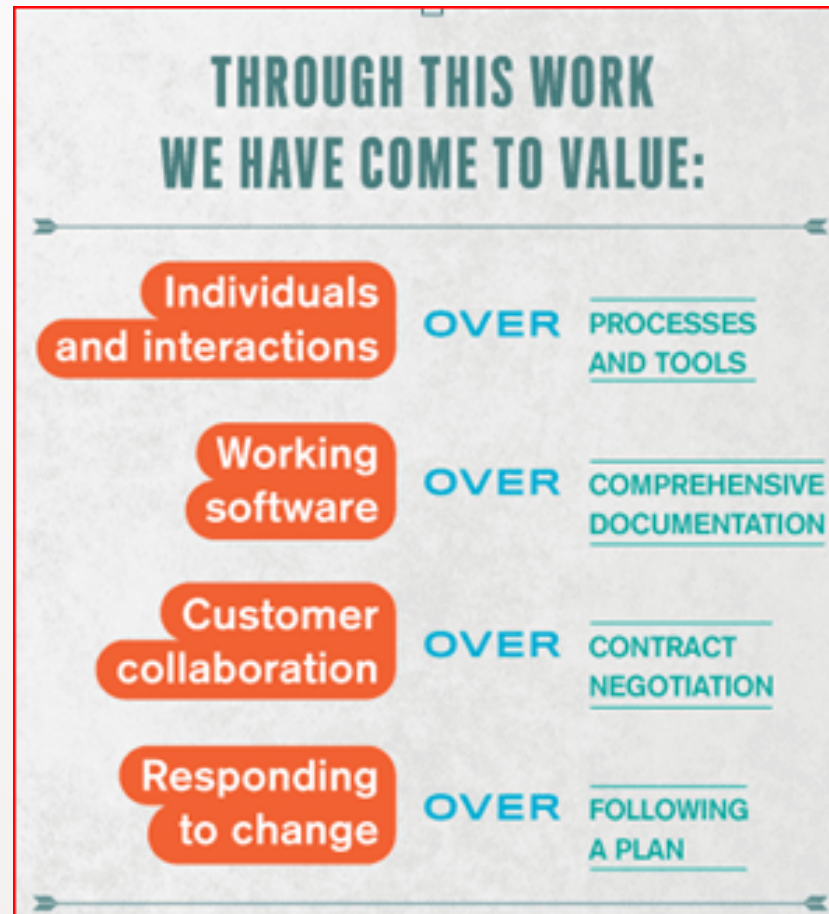 THROUGH THIS WORK
WE HAVE COME TO VALUE:
Individuals
and interactions
OVER
PROCESSES
AND TOOLS
Working
software
OVER
COMPREHENSIVE
DOCUMENTATION
Customer
collaboration
OVER
CONTRACT
NEGOTIATION
Responding
to change
OVER
FOLLOWING
A PLAN